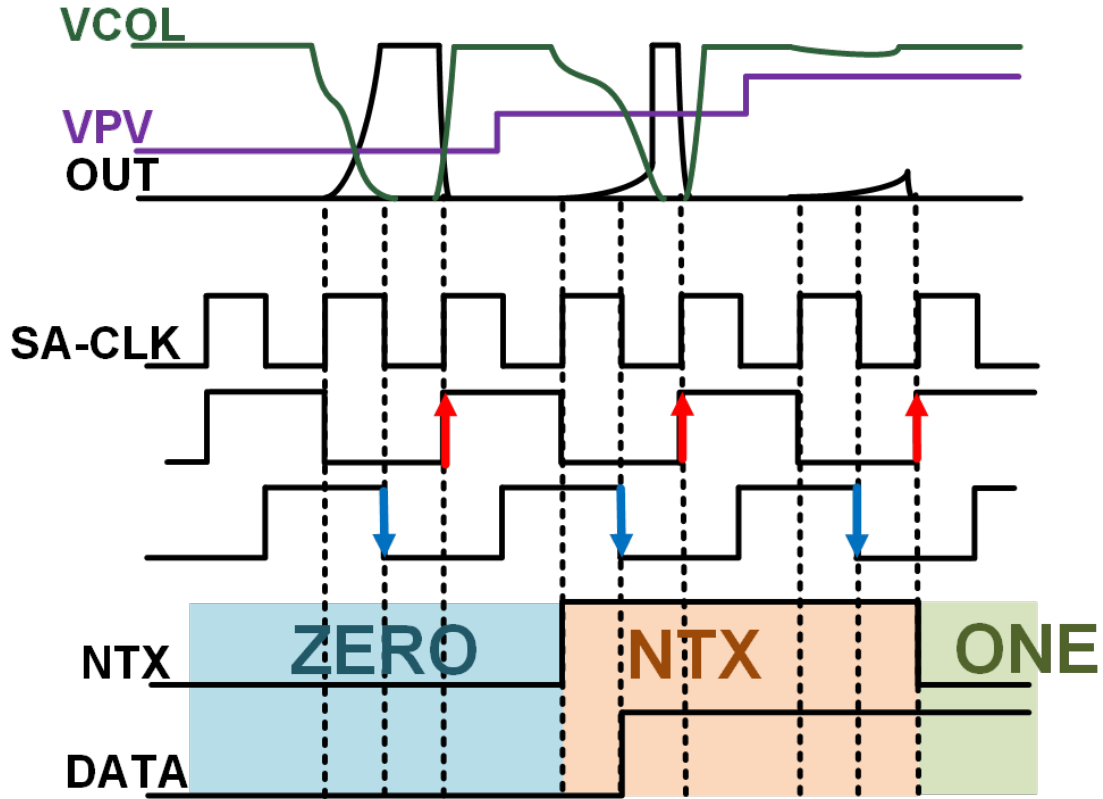 VCOL
VPV
OUT
SA-CLK
ZERO
NTX
ONE
NTX
DATA